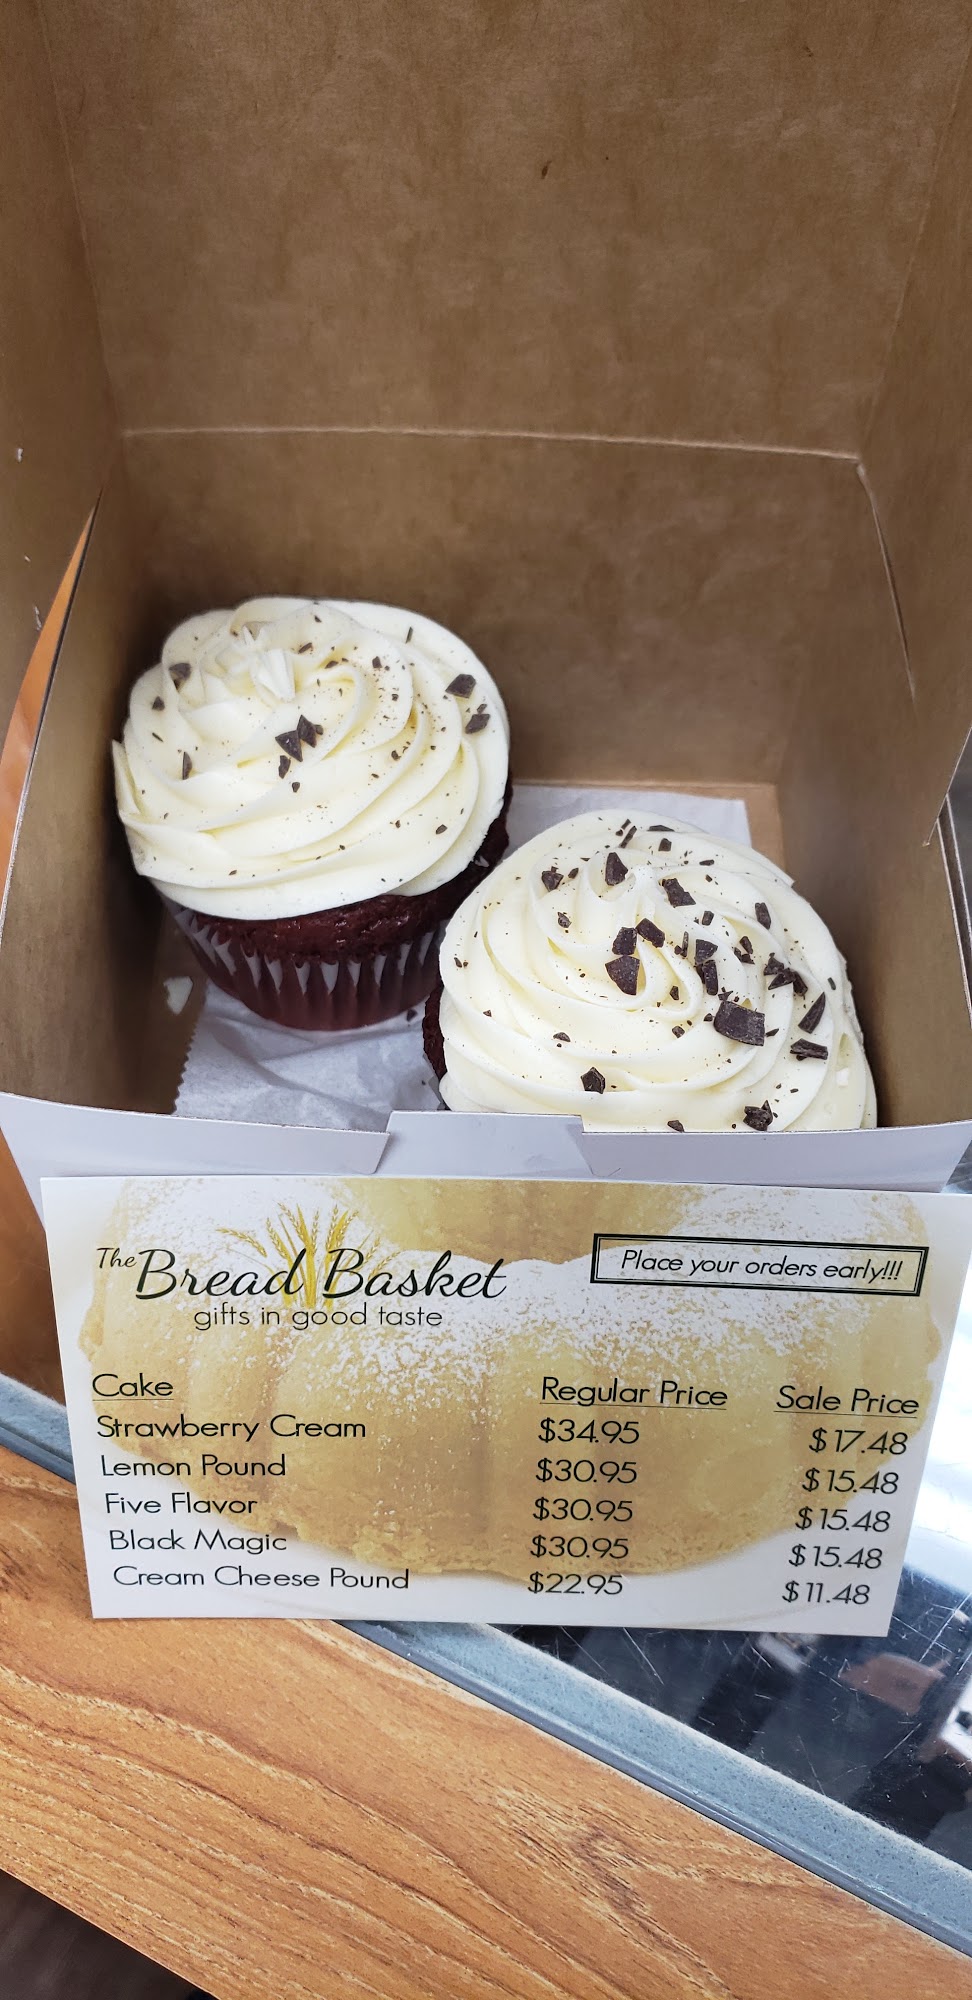 The Bread Basket
gifts in good taste
Place your orders early!!!
Cake Regular Price Sale Price
Strawberry Cream $34.95 $17.48
Lemon Pound $30.95 $15.48
Five Flavor $30.95 $15.48
Black Magic $30.95 $15.48
Cream Cheese Pound $22.95 $11.48